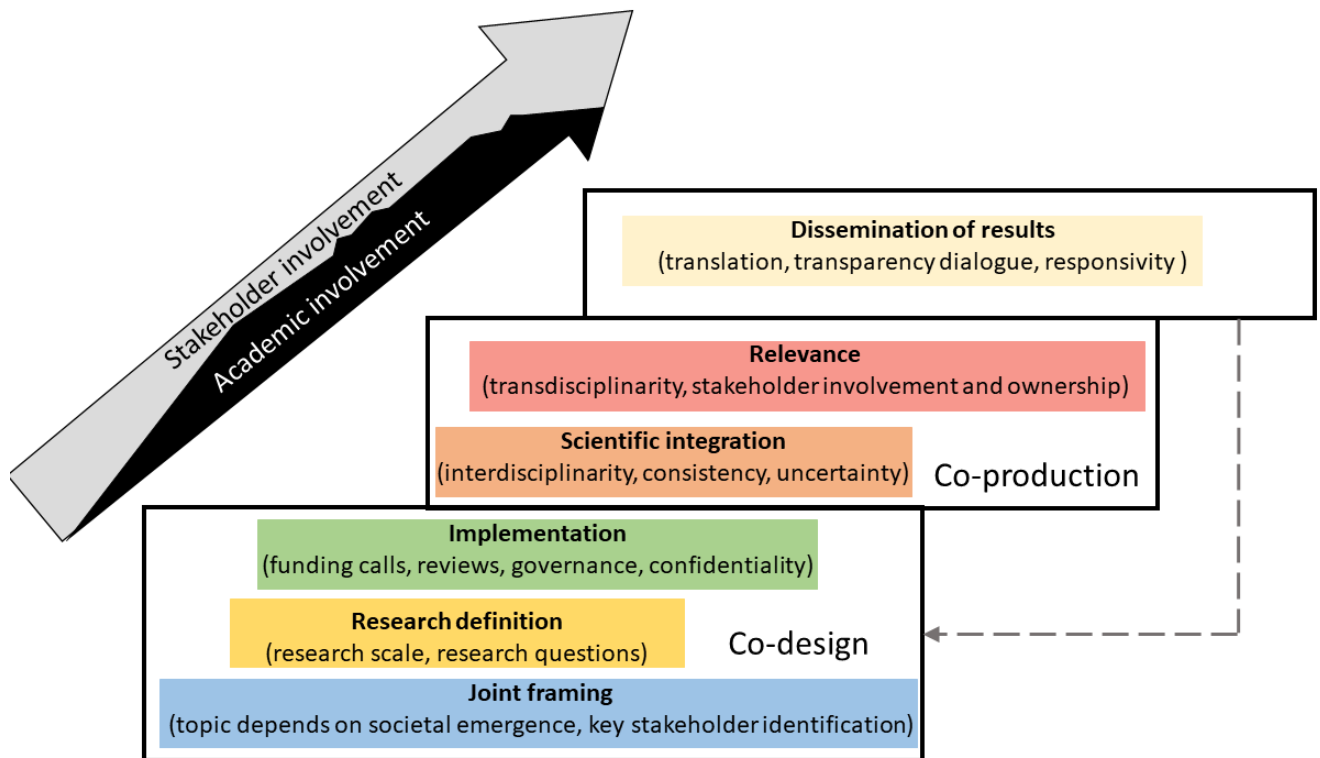 Stakeholder involvement
Academic involvement
Dissemination of results
(translation, transparency dialogue, responsivity )
Relevance
(transdisciplinarity, stakeholder involvement and ownership)
Scientific integration
(interdisciplinarity, consistency, uncertainty)
Co-production
Implementation
(funding calls, reviews, governance, confidentiality)
Research definition
(research scale, research questions)
Co-design
Joint framing
(topic depends on societal emergence, key stakeholder identification)